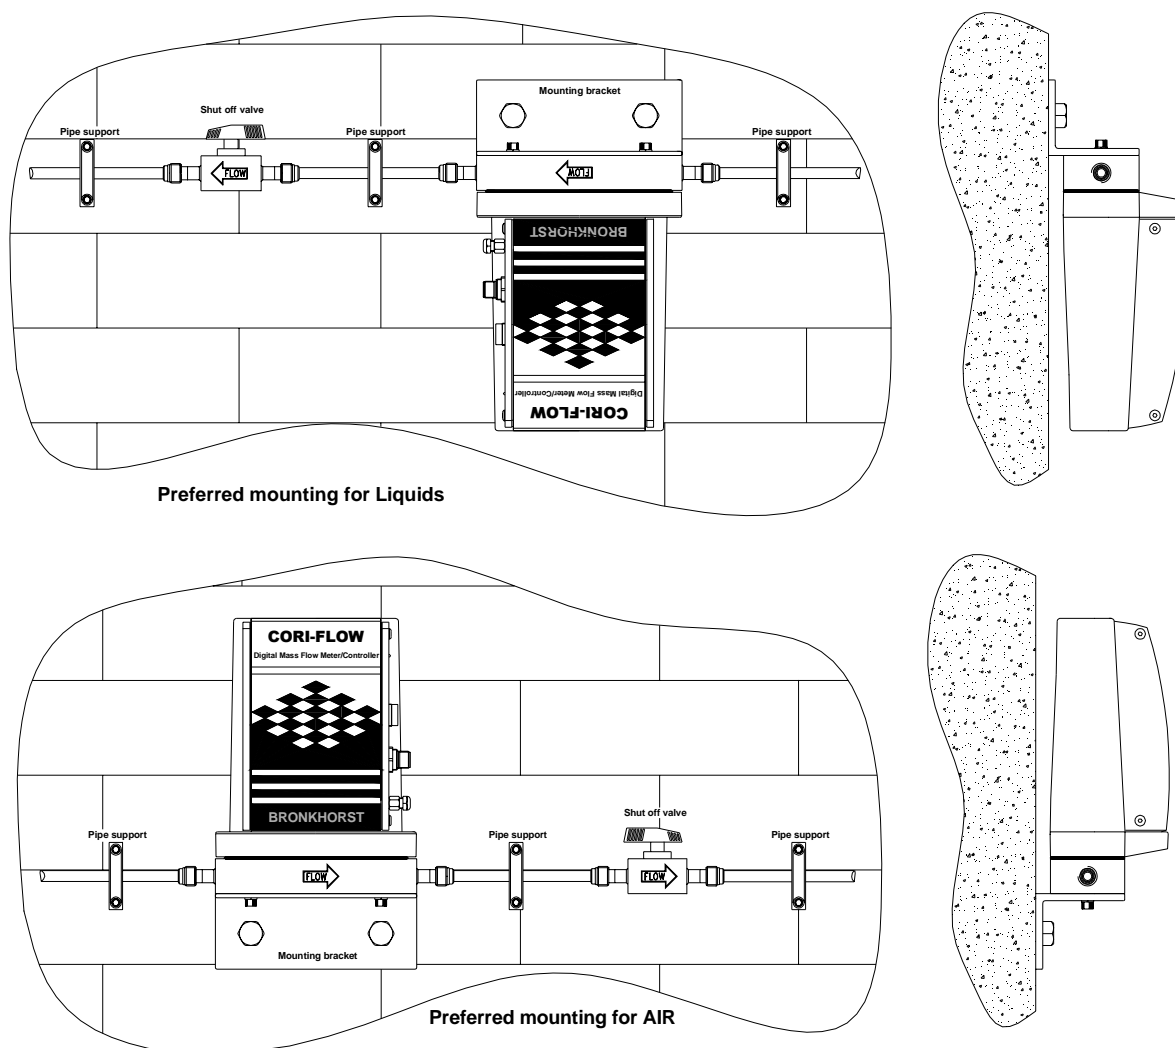 Mounting bracket
Shut off valve
Pipe support
Pipe support
Pipe support
FLOW
FLOW
BRONKHORST
Digital Mass Flow Meter/Controller
CORI-FLOW
Preferred mounting for Liquids
CORI-FLOW
Digital Mass Flow Meter/Controller
BRONKHORST
Shut off valve
Pipe support
Pipe support
Pipe support
FLOW
FLOW
Mounting bracket
Preferred mounting for AIR